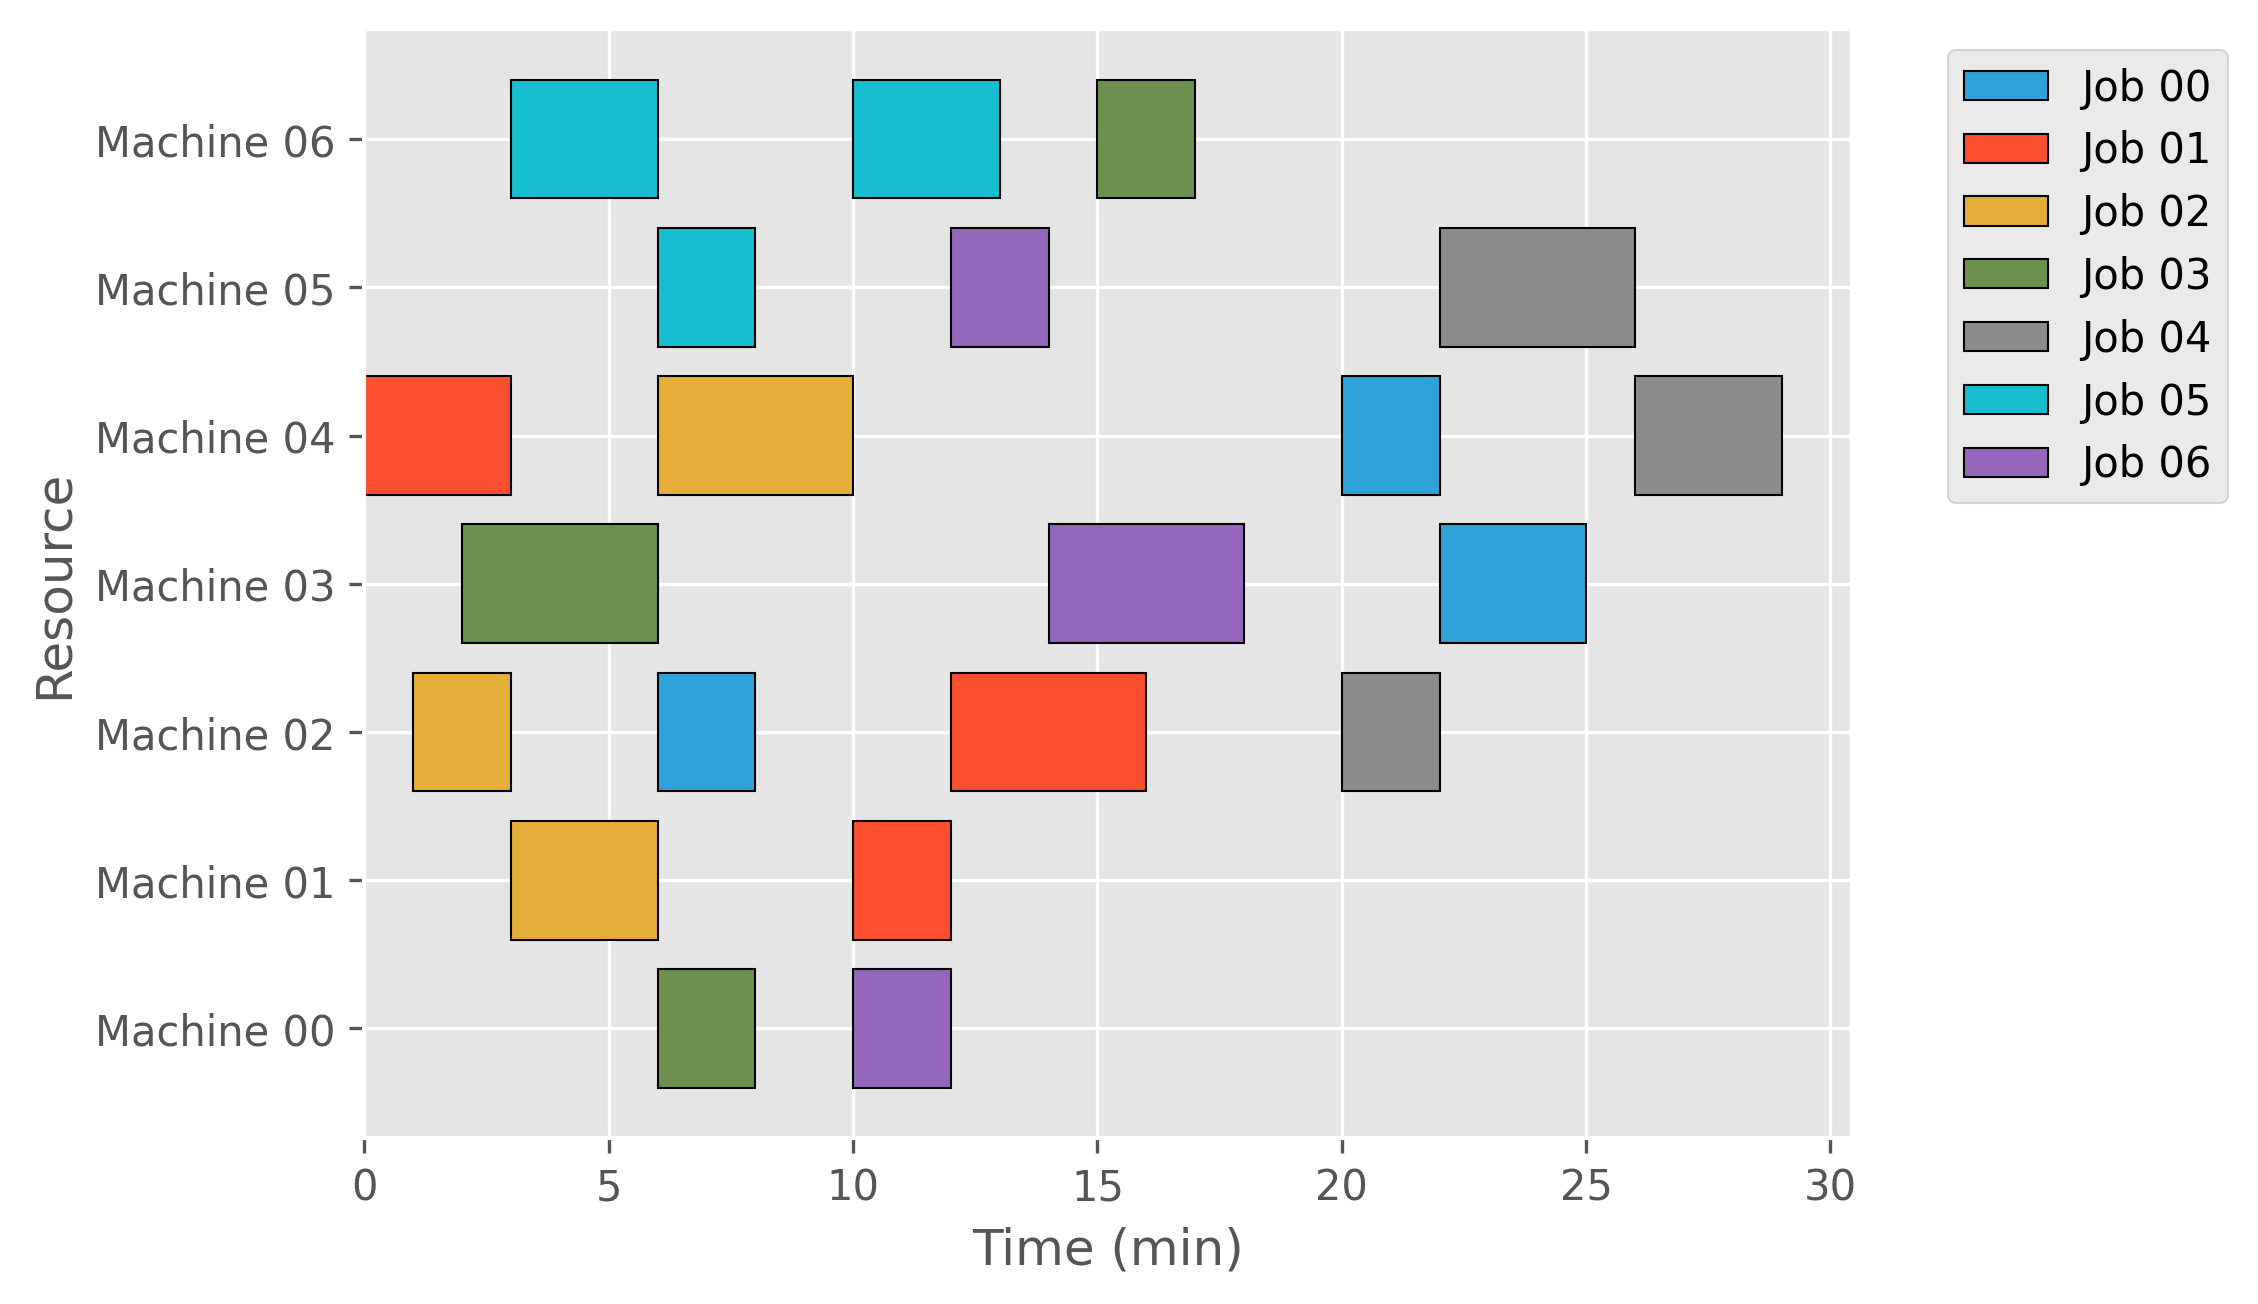 Machine 06
Machine 05
Machine 04
Machine 03
Machine 02
Machine 01
Machine 00
Resource
0 5 10 15 20 25 30
Time (min)
Job 00
Job 01
Job 02
Job 03
Job 04
Job 05
Job 06